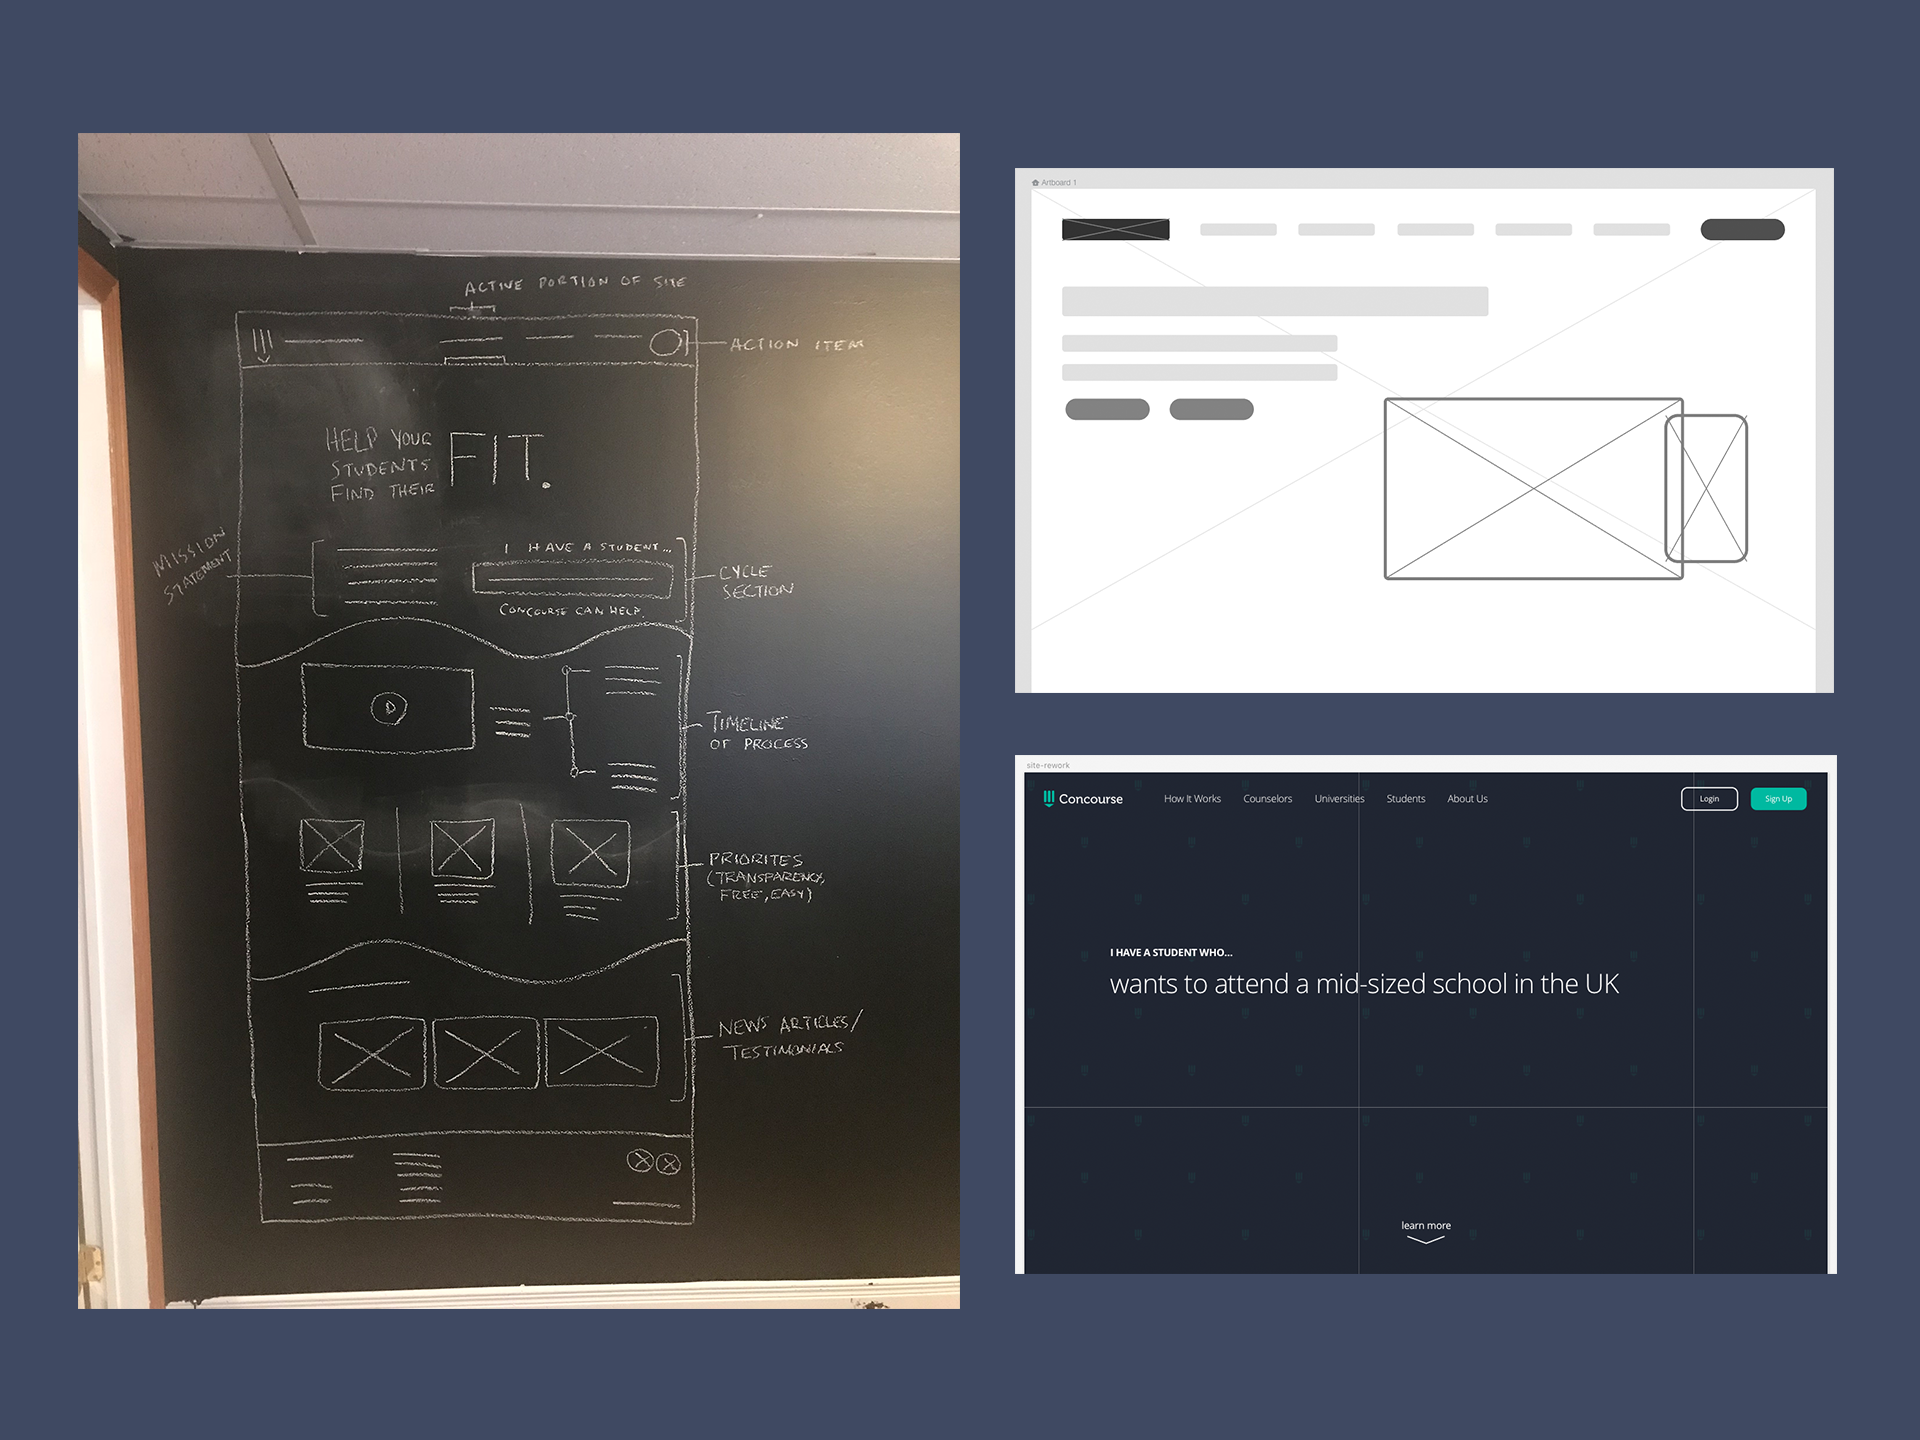 ACTIVE PORTION OF SITE
ACTION ITEM
HELP YOUR
STUDENTS
FIND THEIR
FIT.
MISSION
STATEMENT
I HAVE A STUDENT...
CONCOURSE CAN HELP
CYCLE
SECTION
TIMELINE
OF PROCESS
PRIORITES
(TRANSPARENCY,
FREE, EASY)
NEWS ARTICLES/
TESTIMONIALS
Artboard 1
site-rework
Concourse
How It Works
Counselors
Universities
Students
About Us
Login
Sign Up
I HAVE A STUDENT WHO...
wants to attend a mid-sized school in the UK
learn more